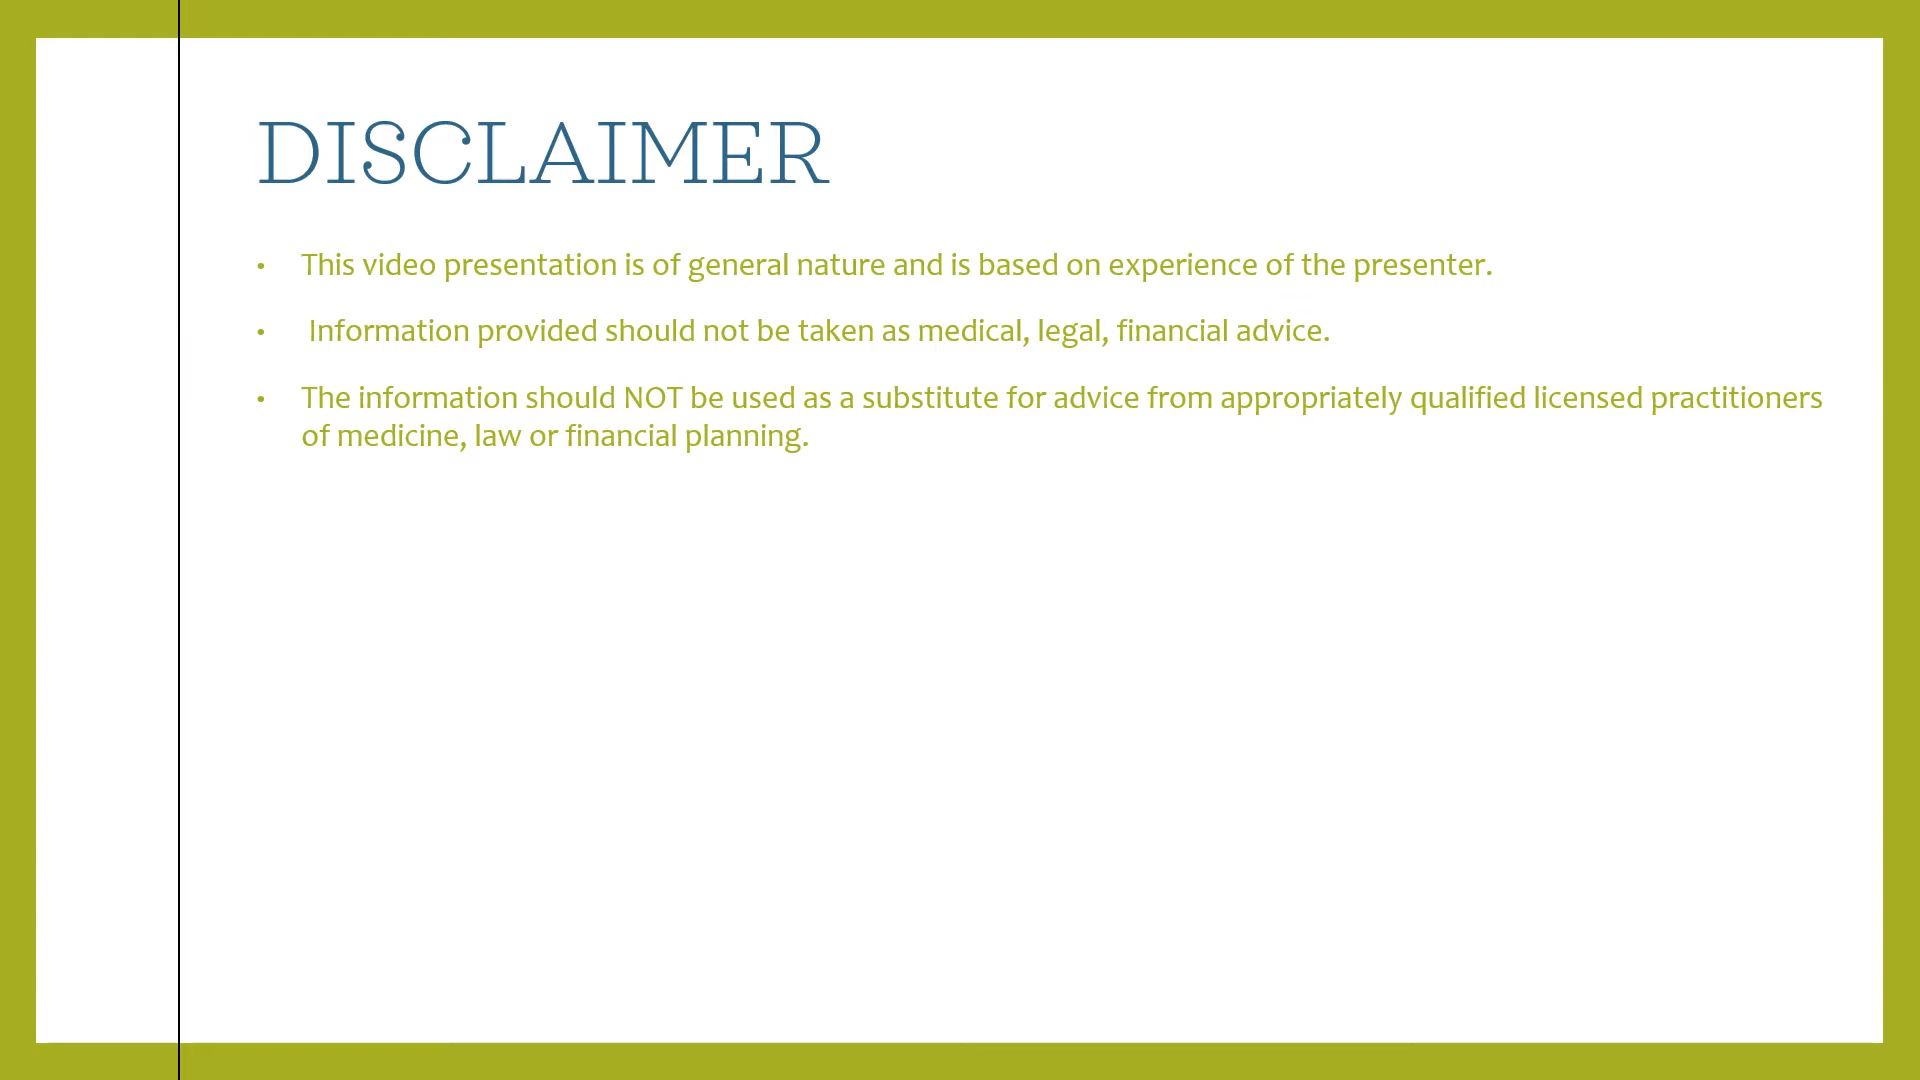 DISCLAIMER
• This video presentation is of general nature and is based on experience of the presenter.
• Information provided should not be taken as medical, legal, financial advice.
• The information should NOT be used as a substitute for advice from appropriately qualified licensed practitioners
of medicine, law or financial planning.